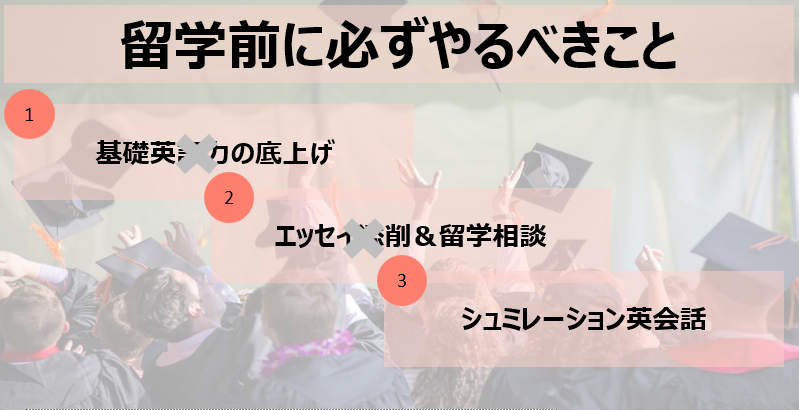 留学前に必ずやるべきこと
1
基礎英 力の底上げ
2
エッセイ 削＆留学相談
3
シュミレーション英会話